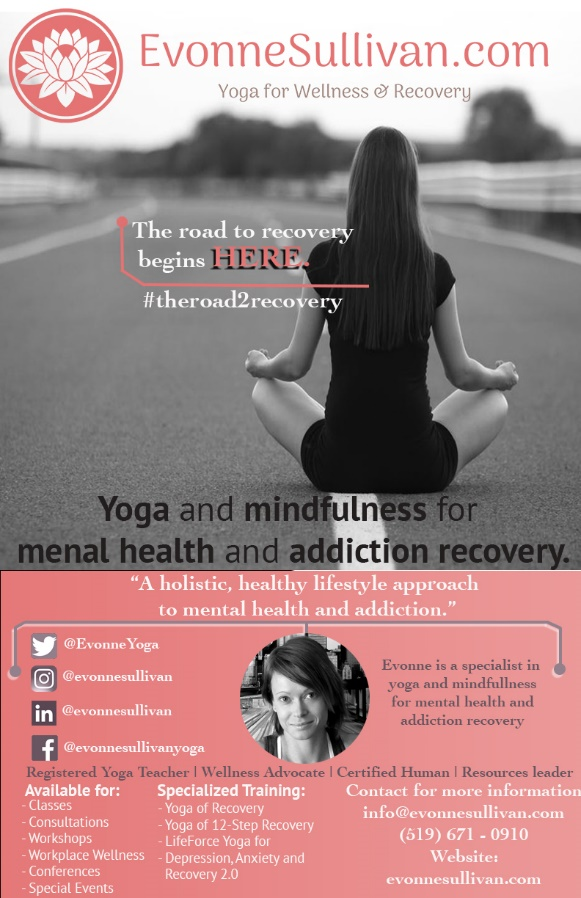 EvonneSullivan.com
Yoga for Wellness & Recovery
The road to recovery
begins HERE.
#theroad2recovery
Yoga and mindfulness for
menal health and addiction recovery.
“A holistic, healthy lifestyle approach
to mental health and addiction.”
@EvonneYoga
@evonnesullivan
@evonnesullivan
@evonnesullivanyoga
Evonne is a specialist in
yoga and mindfullness
for mental health and
addiction recovery
Registered Yoga Teacher | Wellness Advocate | Certified Human | Resources leader
Available for:
- Classes
- Consultations
- Workshops
- Workplace Wellness
- Conferences
- Special Events
Specialized Training:
- Yoga of Recovery
- Yoga of 12-Step Recovery
- LifeForce Yoga for
- Depression, Anxiety and
Recovery 2.0
Contact for more information
info@evonnesullivan.com
(519) 671 - 0910
Website:
evonnesullivan.com